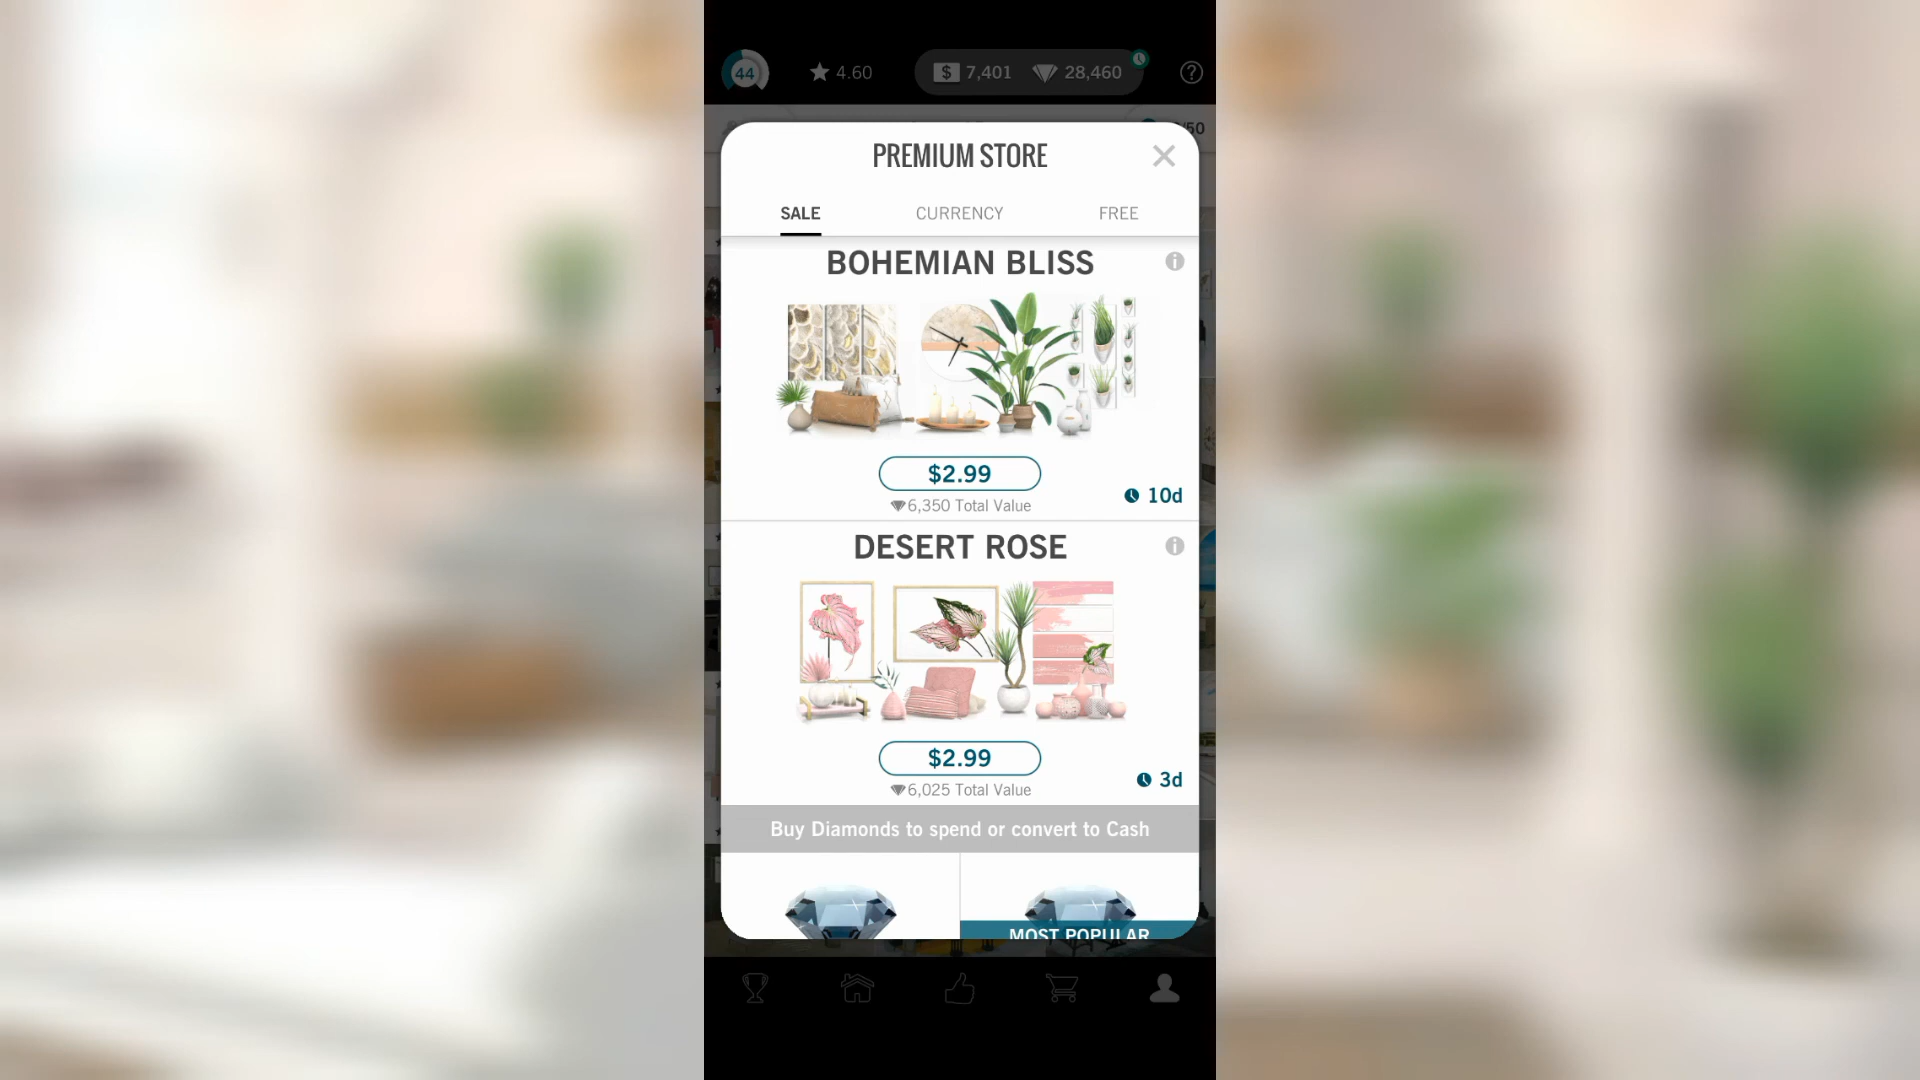 44
4.60
$ 7,401
28,460
?
/50
PREMIUM STORE
SALE
CURRENCY
FREE
BOHEMIAN BLISS
i
$2.99
6,350 Total Value
10d
DESERT ROSE
i
$2.99
6,025 Total Value
3d
Buy Diamonds to spend or convert to Cash
MOST POPULAR